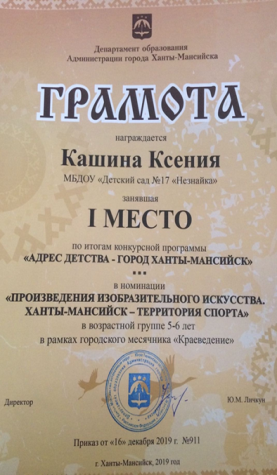 Департамент образования
Администрации города Ханты-Мансийска
ГРАМОТА
награждается
Кашина Ксения
МБДОУ «Детский сад №17 «Незнайка»
занявшая
I МЕСТО
по итогам конкурсной программы
«АДРЕС ДЕТСТВА - ГОРОД ХАНТЫ-МАНСИЙСК»
***
в номинации
«ПРОИЗВЕДЕНИЯ ИЗОБРАЗИТЕЛЬНОГО ИСКУССТВА.
ХАНТЫ-МАНСИЙСК – ТЕРРИТОРИЯ СПОРТА»
в возрастной группе 5-6 лет
в рамках городского месячника «Краеведение»
Директор Ю.М. Личкун
Приказ от «16» декабря 2019 г. №911
г. Ханты-Мансийск, 2019 год